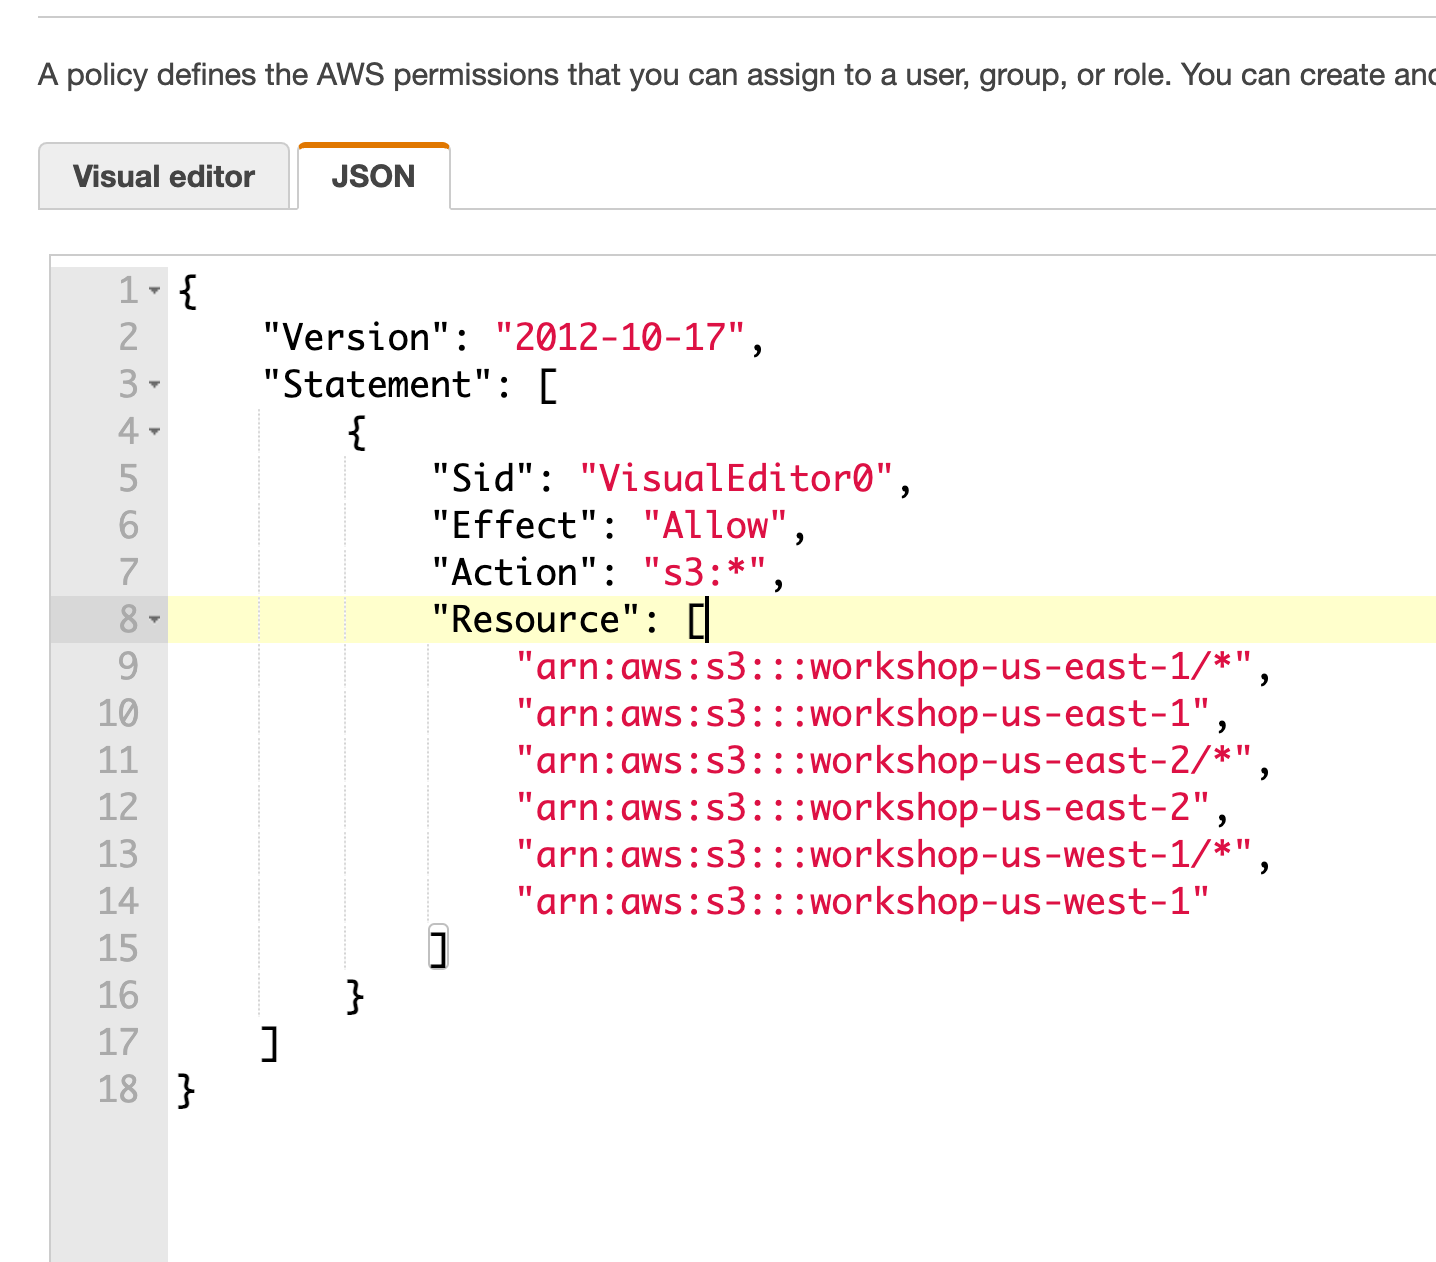 A policy defines the AWS permissions that you can assign to a user, group, or role. You can create and
Visual editor JSON
1 {
2 "Version": "2012-10-17",
3 "Statement": [
4 {
5 "Sid": "VisualEditor0",
6 "Effect": "Allow",
7 "Action": "s3:*",
8 "Resource": [
9 "arn:aws:s3:::workshop-us-east-1/*",
10 "arn:aws:s3:::workshop-us-east-1",
11 "arn:aws:s3:::workshop-us-east-2/*",
12 "arn:aws:s3:::workshop-us-east-2",
13 "arn:aws:s3:::workshop-us-west-1/*",
14 "arn:aws:s3:::workshop-us-west-1"
15 ]
16 }
17 ]
18 }